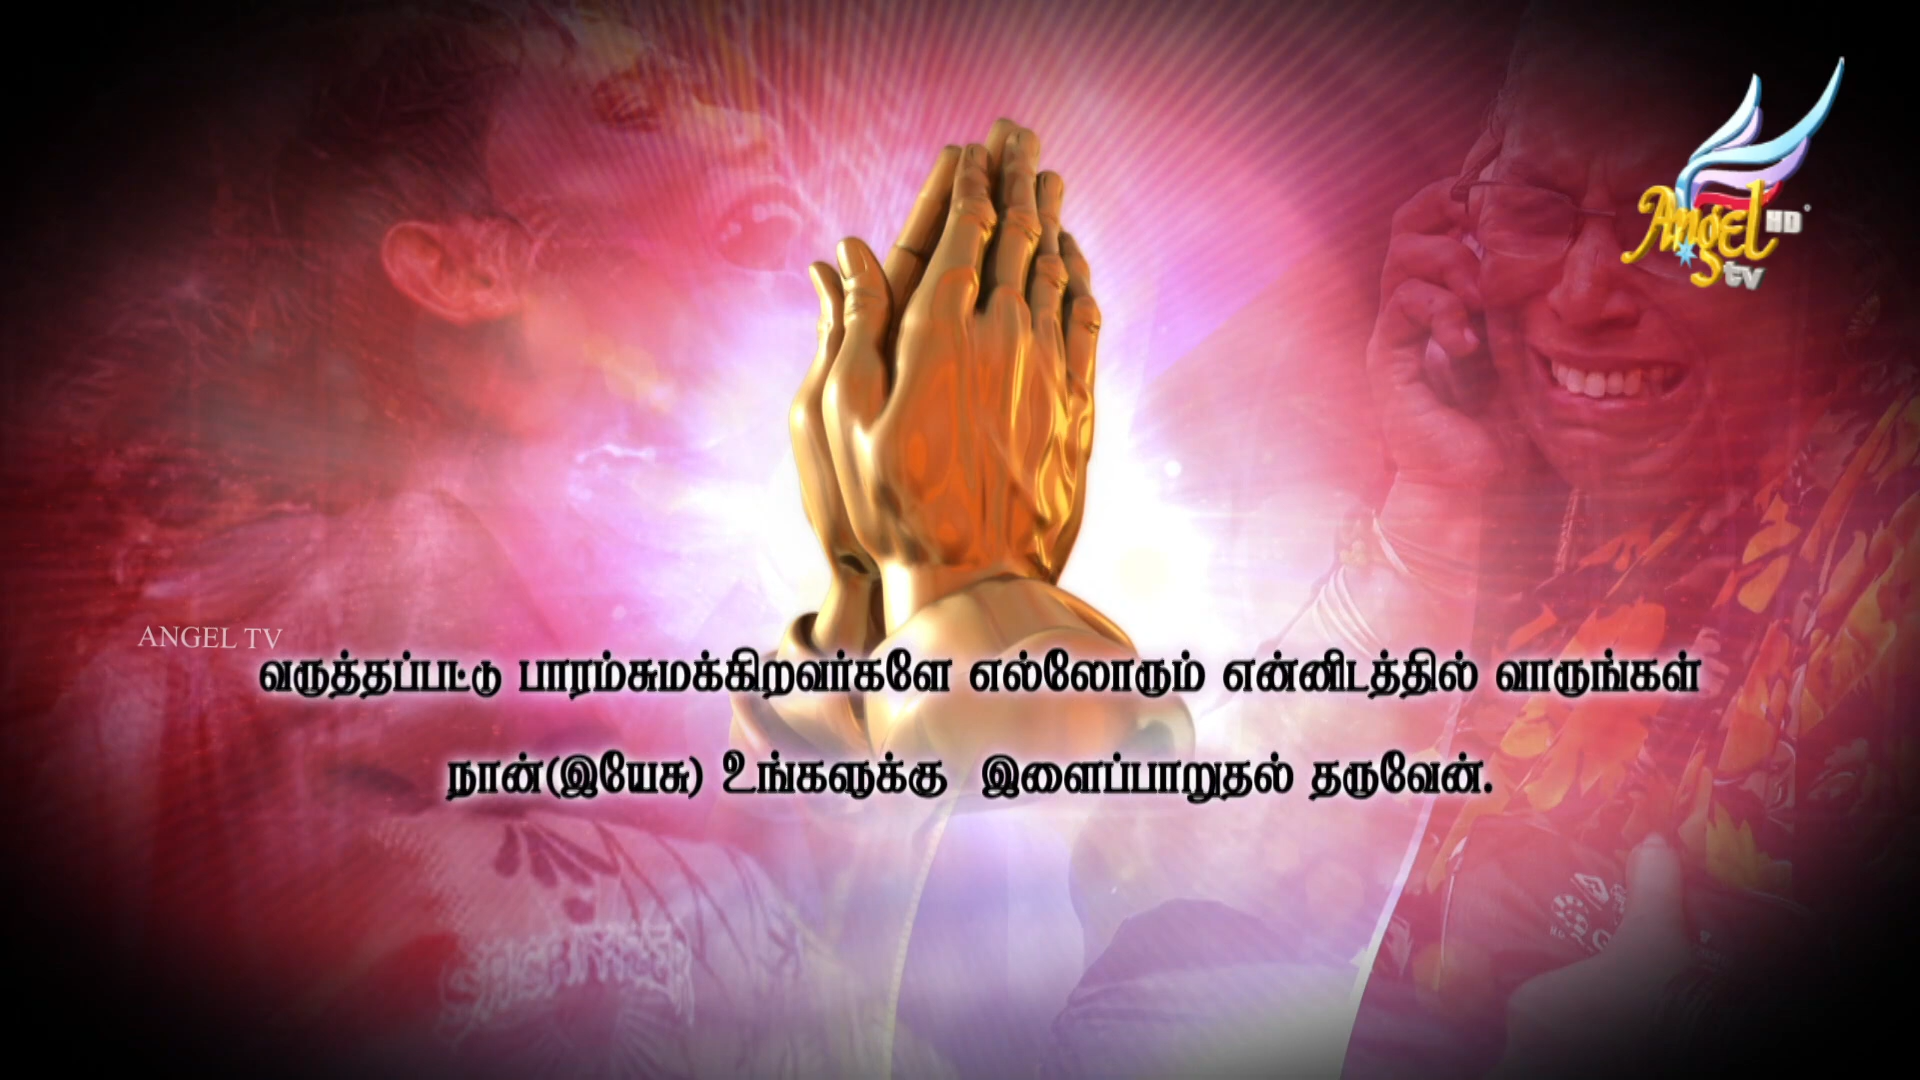 Angel HD
tv
ANGEL TV
வருத்தப்பட்டு பாரம்சுமக்கிறவர்களே எல்லோரும் என்னிடத்தில் வாருங்கள்
நான்(இயேசு) உங்களுக்கு இளைப்பாறுதல் தருவேன்.